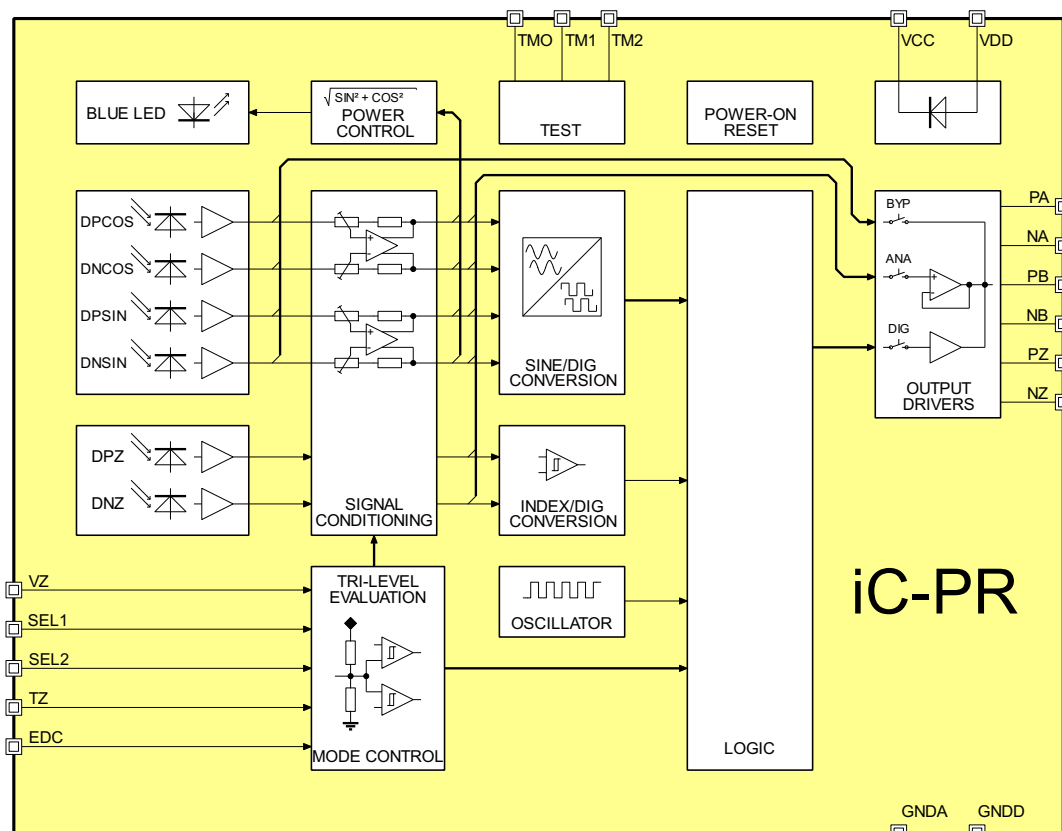 TMO TM1 TM2
VCC VDD
BLUE LED
√SIN² + COS²
POWER
CONTROL
TEST
POWER-ON
RESET
DPCOS
DNCOS
DPSIN
DNSIN
SINE/DIG
CONVERSION
BYP
ANA
DIG
OUTPUT
DRIVERS
PA
NA
PB
NB
PZ
NZ
DPZ
DNZ
SIGNAL
CONDITIONING
INDEX/DIG
CONVERSION
VZ
SEL1
SEL2
TZ
EDC
TRI-LEVEL
EVALUATION
MODE CONTROL
OSCILLATOR
LOGIC
iC-PR
GNDA GNDD